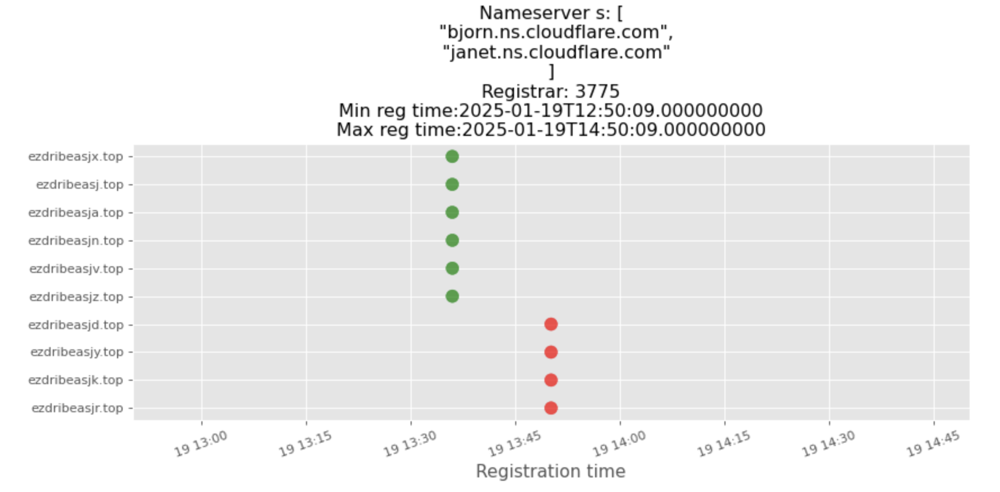 Nameserver s: [
"bjorn.ns.cloudflare.com",
"janet.ns.cloudflare.com"
]
Registrar: 3775
Min reg time:2025-01-19T12:50:09.000000000
Max reg time:2025-01-19T14:50:09.000000000
ezdribeasjx.top
ezdribeasj.top
ezdribeasja.top
ezdribeasjn.top
ezdribeasjv.top
ezdribeasjz.top
ezdribeasjd.top
ezdribeasjy.top
ezdribeasjk.top
ezdribeasjr.top
19 13:00
19 13:15
19 13:30
19 13:45
19 14:00
19 14:15
19 14:30
19 14:45
Registration time